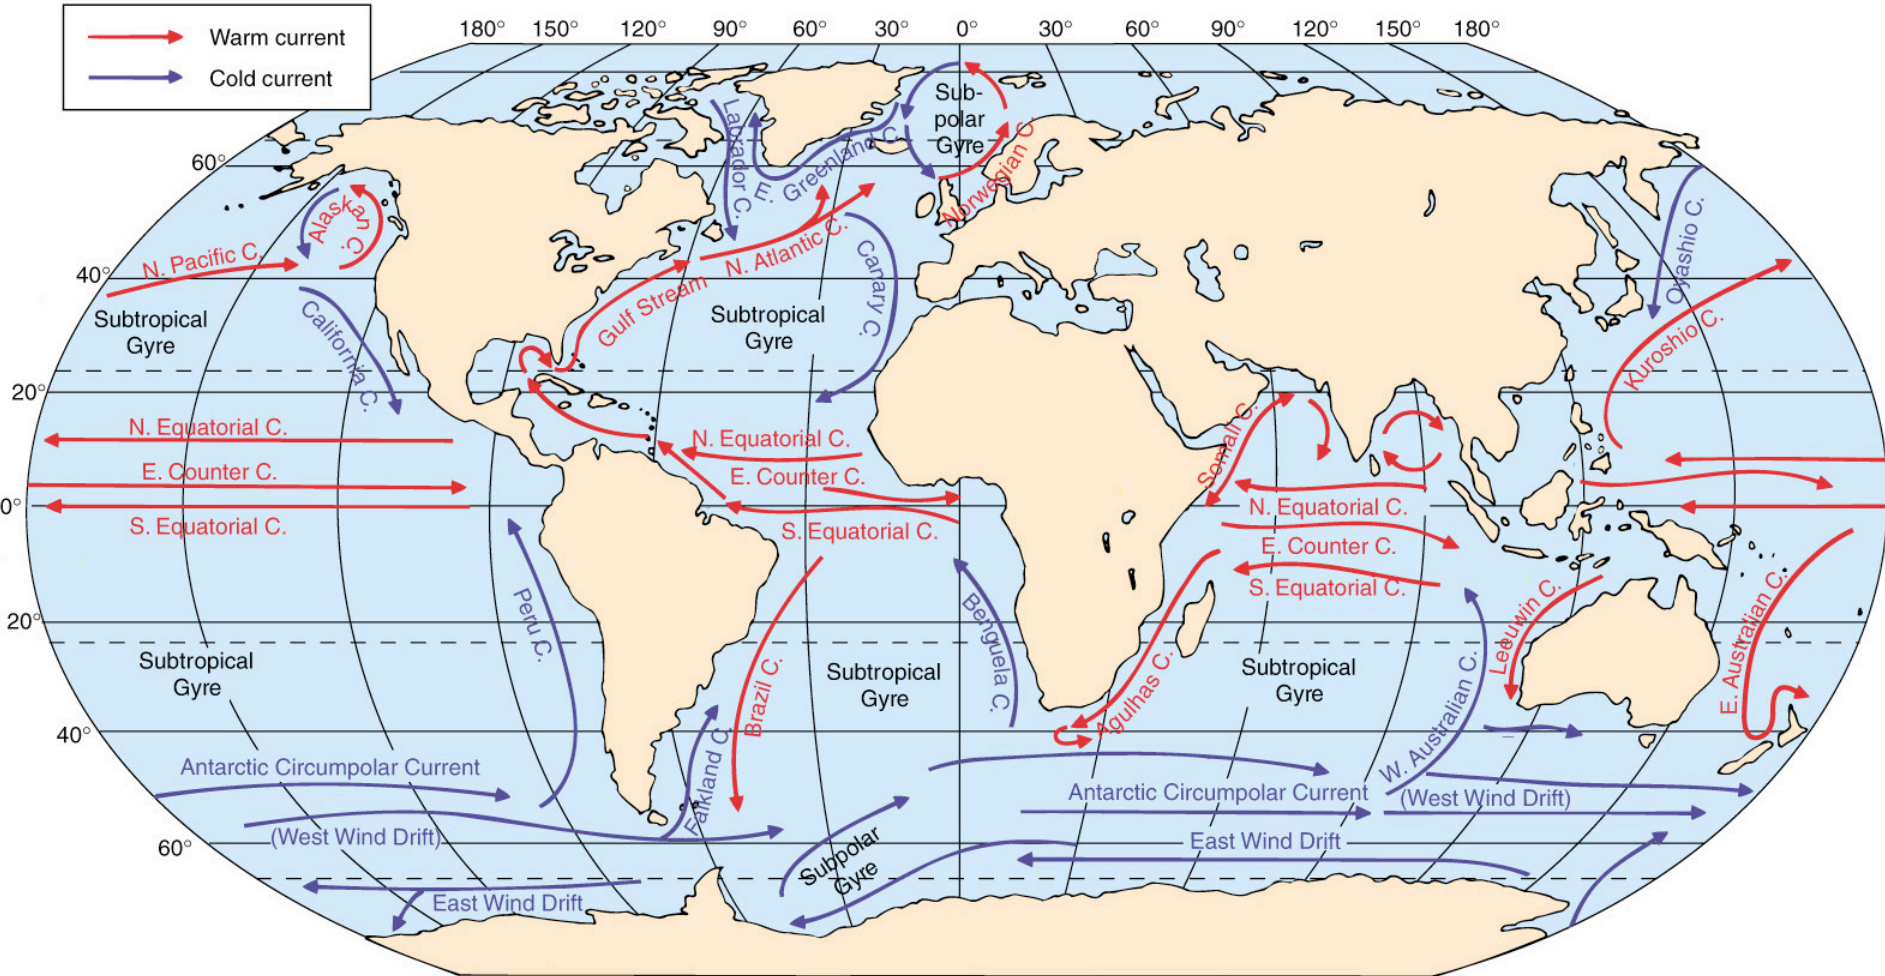 180° 150° 120° 90° 60° 30° 0° 30° 60° 90° 120° 150° 180°
Warm current
Cold current
Sub-
polar
Gyre
Labrador C.
E. Greenland C.
Norwegian C.
60°
Alaskan C.
Oyashio C.
N. Pacific C.
N. Atlantic C.
Canary C.
40°
Gulf Stream
California C.
Subtropical
Gyre
Subtropical
Gyre
Kuroshio C.
20°
N. Equatorial C.
N. Equatorial C.
Somali C.
E. Counter C.
E. Counter C.
0°
N. Equatorial C.
S. Equatorial C.
S. Equatorial C.
E. Counter C.
S. Equatorial C.
Peru C.
Benguela C.
Leeuwin C.
E. Australian C.
20°
Subtropical
Gyre
Brazil C.
Subtropical
Gyre
Agulhas C.
Subtropical
Gyre
W. Australian C.
40°
Antarctic Circumpolar Current
Falkland C.
Antarctic Circumpolar Current
(West Wind Drift)
(West Wind Drift)
60°
Subpolar
Gyre
East Wind Drift
East Wind Drift